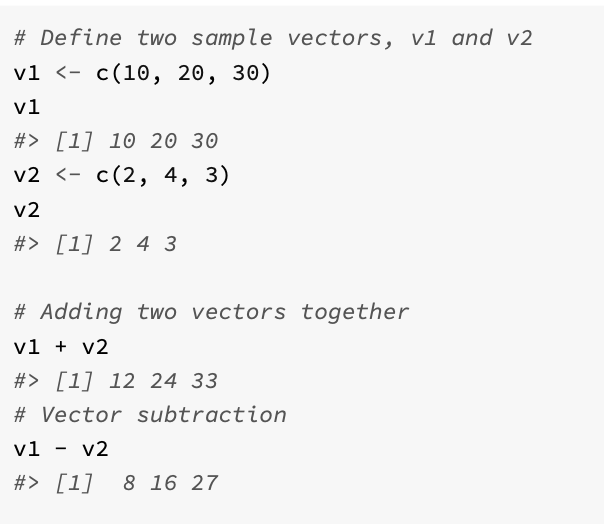 # Define two sample vectors, v1 and v2
v1 <- c(10, 20, 30)
v1
#> [1] 10 20 30
v2 <- c(2, 4, 3)
v2
#> [1] 2 4 3
# Adding two vectors together
v1 + v2
#> [1] 12 24 33
# Vector subtraction
v1 - v2
#> [1]  8 16 27